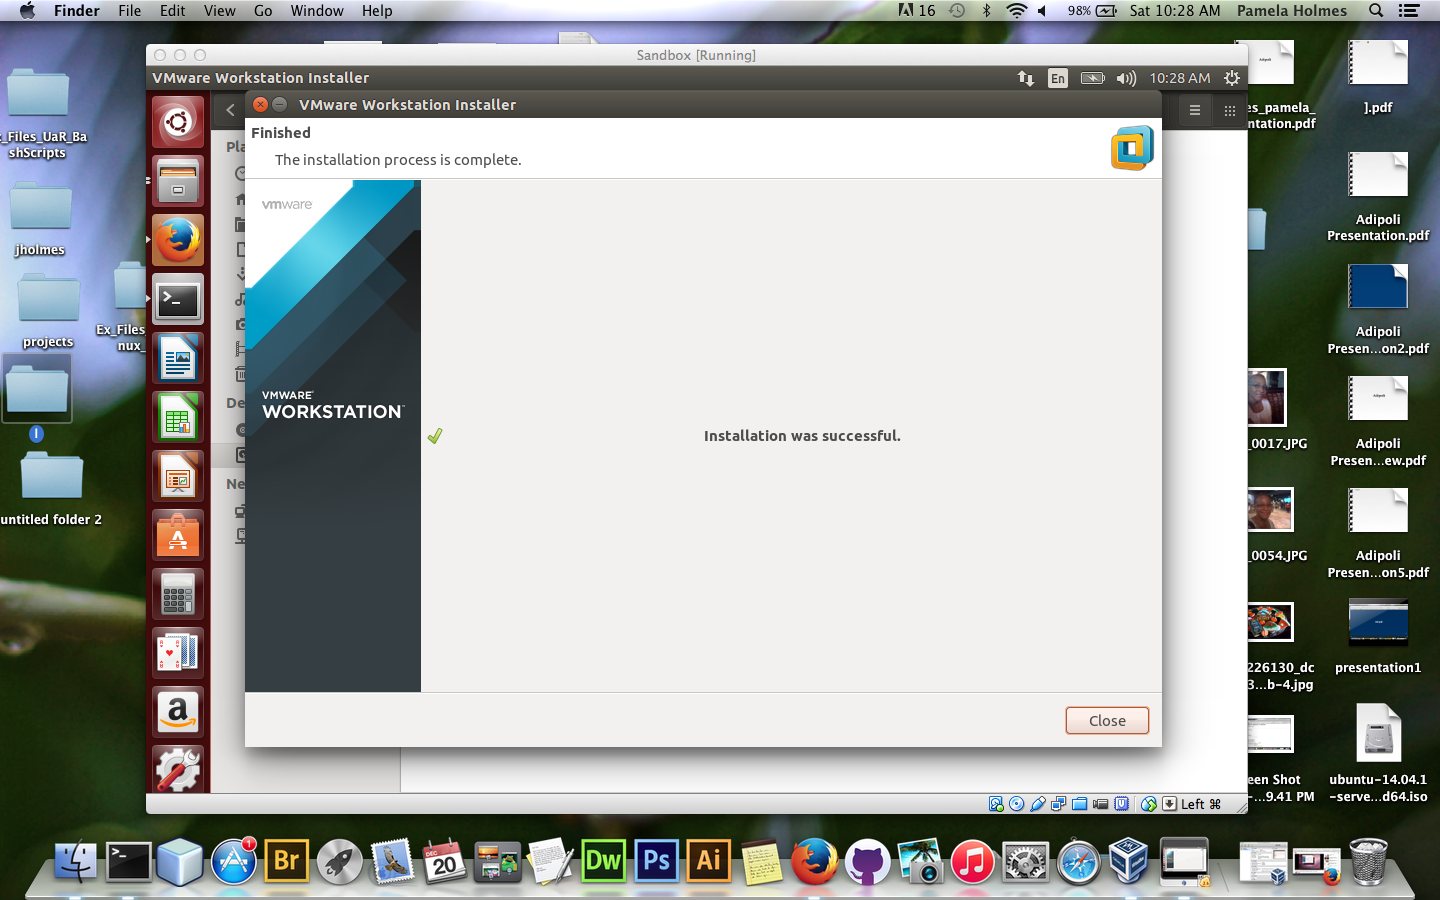 Finder File Edit View Go Window Help
16 98% Sat 10:28 AM Pamela Holmes
Sandbox [Running]
VMware Workstation Installer
En 10:28 AM
VMware Workstation Installer
Finished
The installation process is complete.
vmware
VMWARE
WORKSTATION
Installation was successful.
Close
Pla
De
Ne
Left ⌘
_Files_UaR_Ba
shScripts
jholmes
projects
Ex_Files
nux_
l
untitled folder 2
es_pamela_
ntation.pdf
].pdf
Adipoli
Presentation.pdf
Adipoli
Presen...on2.pdf
_0017.JPG
Adipoli
Presen...ew.pdf
_0054.JPG
Adipoli
Presen...on5.pdf
226130_dc
3...b-4.jpg
presentation1
een Shot
-...9.41 PM
ubuntu-14.04.1
-serve...d64.iso
1
Br
DEC
20
Dw
Ps
Ai